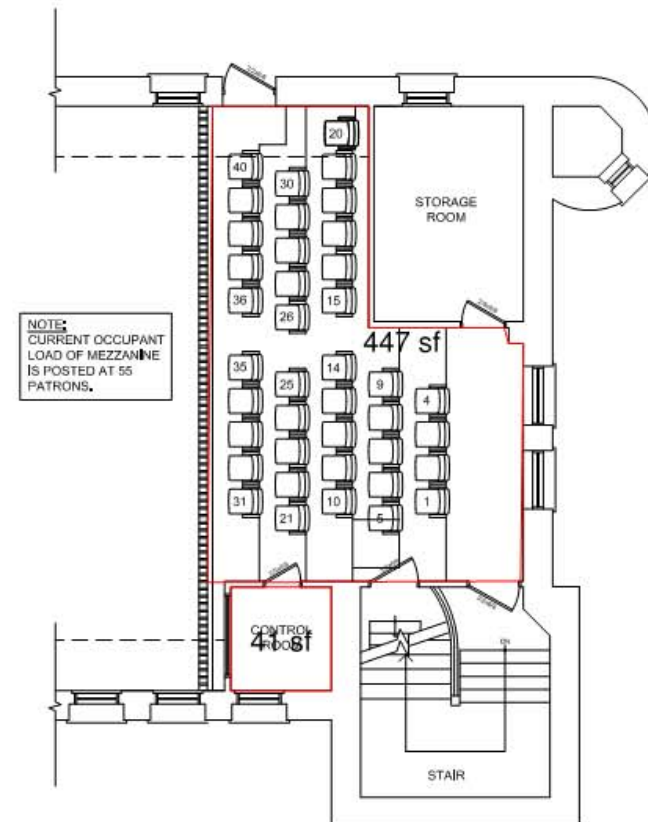 20
40
30
STORAGE
ROOM
36
15
26
NOTE:
CURRENT OCCUPANT
LOAD OF MEZZANINE
IS POSTED AT 55
PATRONS.
447 sf
35
25
14
9
4
31
21
10
5
1
CONTROL
ROOM
41 sf
DN
STAIR